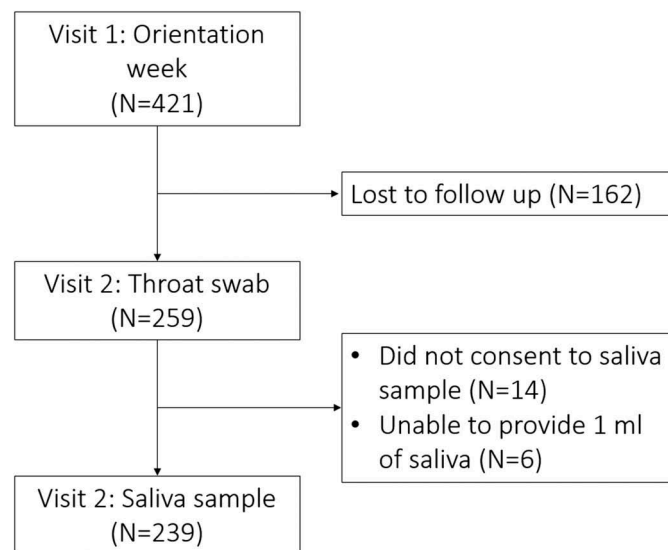 Visit 1: Orientation
week
(N=421)
Lost to follow up (N=162)
Visit 2: Throat swab
(N=259)
• Did not consent to saliva
sample (N=14)
• Unable to provide 1 ml
of saliva (N=6)
Visit 2: Saliva sample
(N=239)